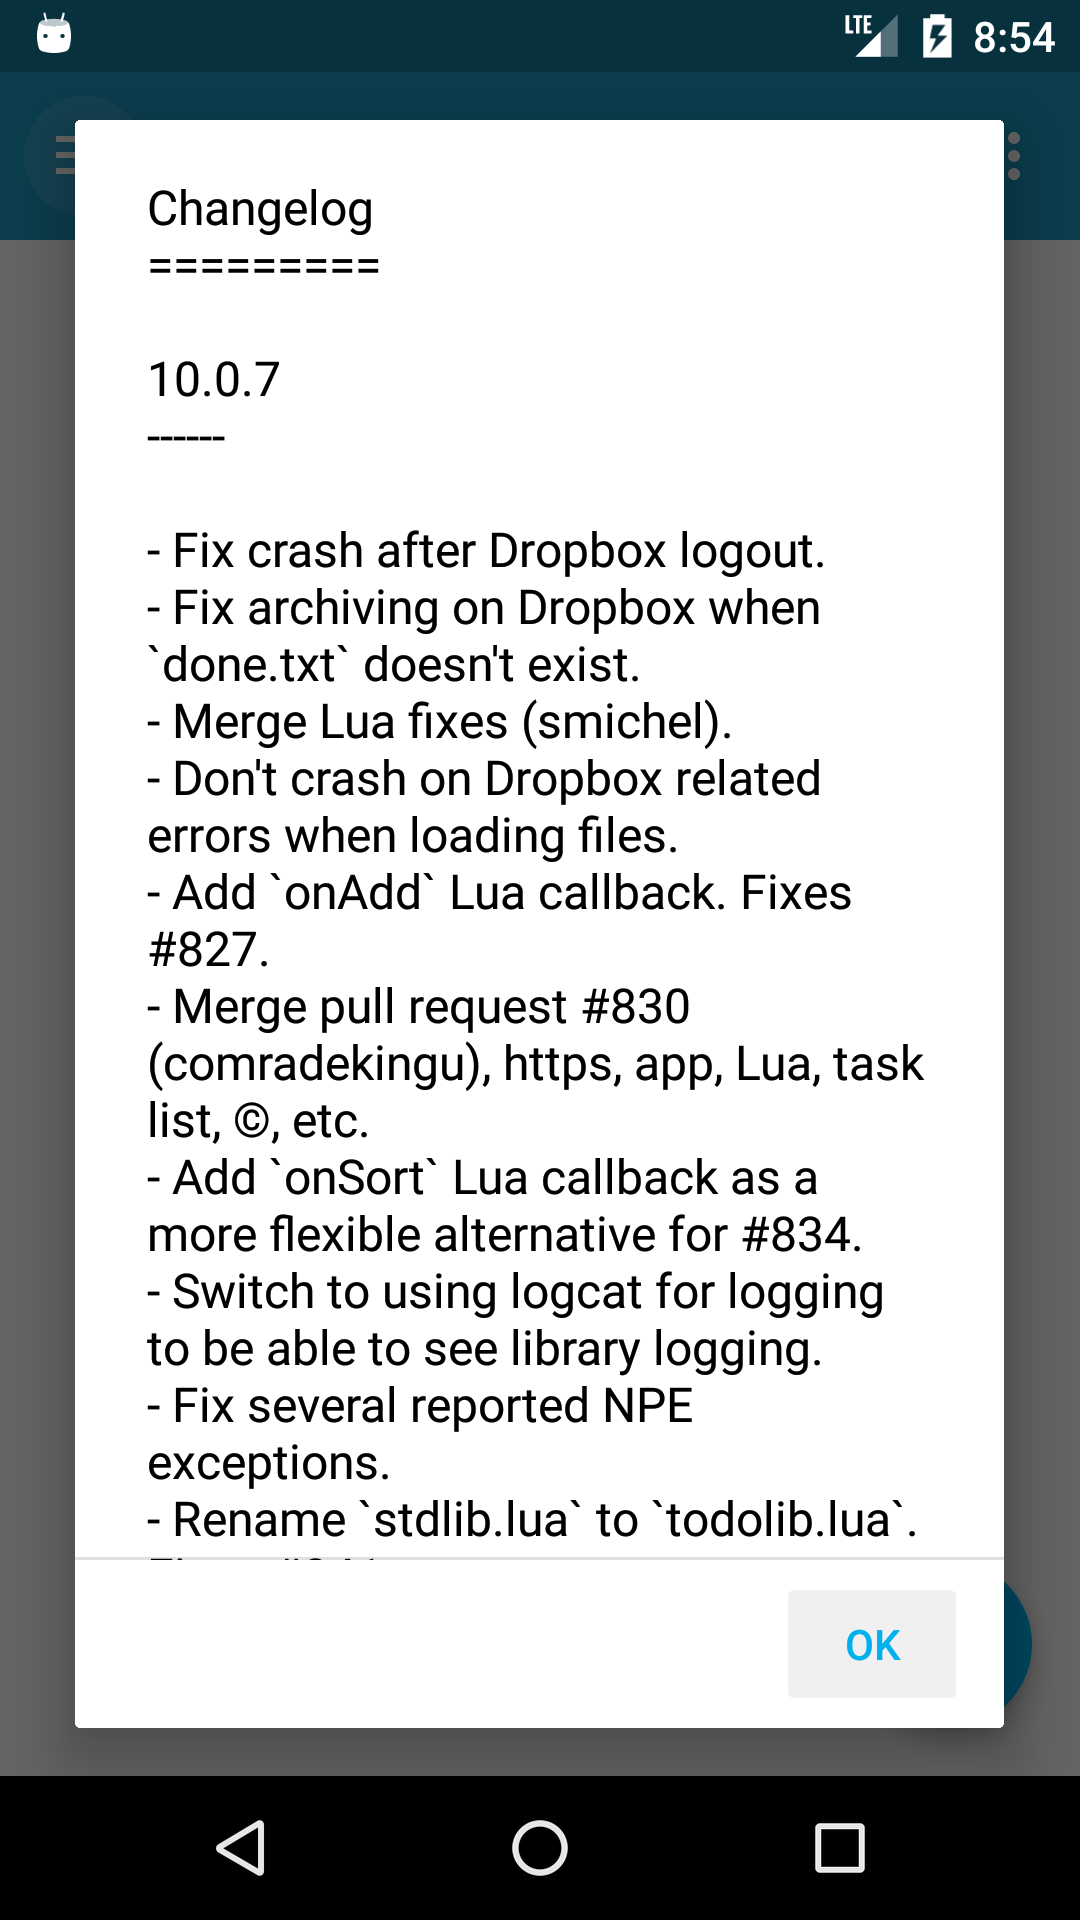 LTE 8:54
Changelog
=========
10.0.7
------
- Fix crash after Dropbox logout.
- Fix archiving on Dropbox when
`done.txt` doesn't exist.
- Merge Lua fixes (smichel).
- Don't crash on Dropbox related
errors when loading files.
- Add `onAdd` Lua callback. Fixes
#827.
- Merge pull request #830
(comradekingu), https, app, Lua, task
list, ©, etc.
- Add `onSort` Lua callback as a
more flexible alternative for #834.
- Switch to using logcat for logging
to be able to see library logging.
- Fix several reported NPE
exceptions.
- Rename `stdlib.lua` to `todolib.lua`.
OK